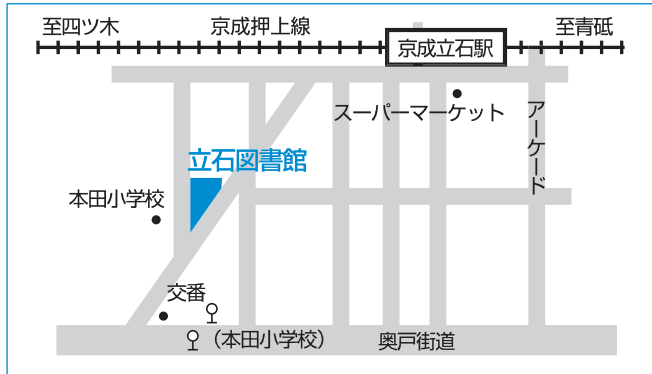 至四ツ木
京成押上線
京成立石駅
至青砥
スーパーマーケット
アーケード
立石図書館
本田小学校
交番
（本田小学校）
奥戸街道